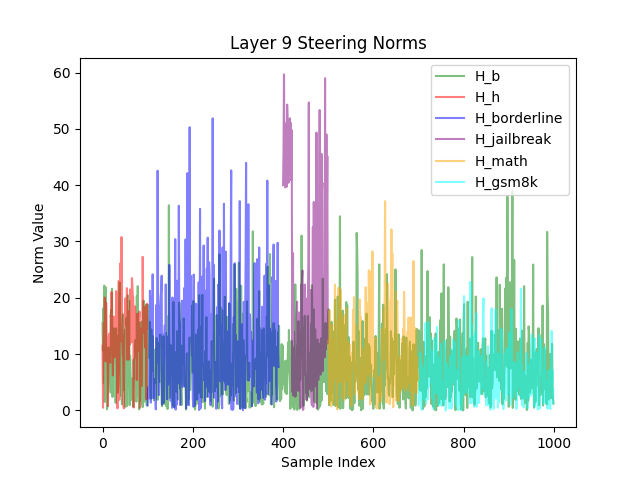 Layer 9 Steering Norms
H_b
H_h
H_borderline
H_jailbreak
H_math
H_gsm8k
Norm Value
60
50
40
30
20
10
0
0 200 400 600 800 1000
Sample Index